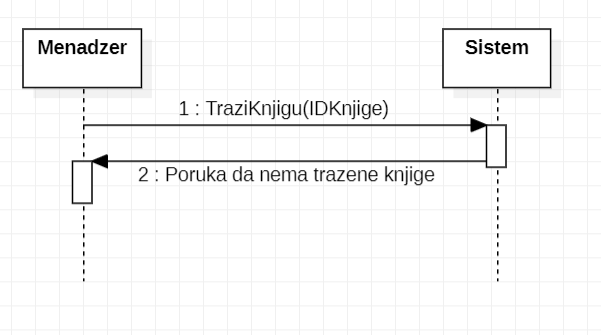 Menadzer
Sistem
1 : TraziKnjigu(IDKnjige)
2 : Poruka da nema trazene knjige